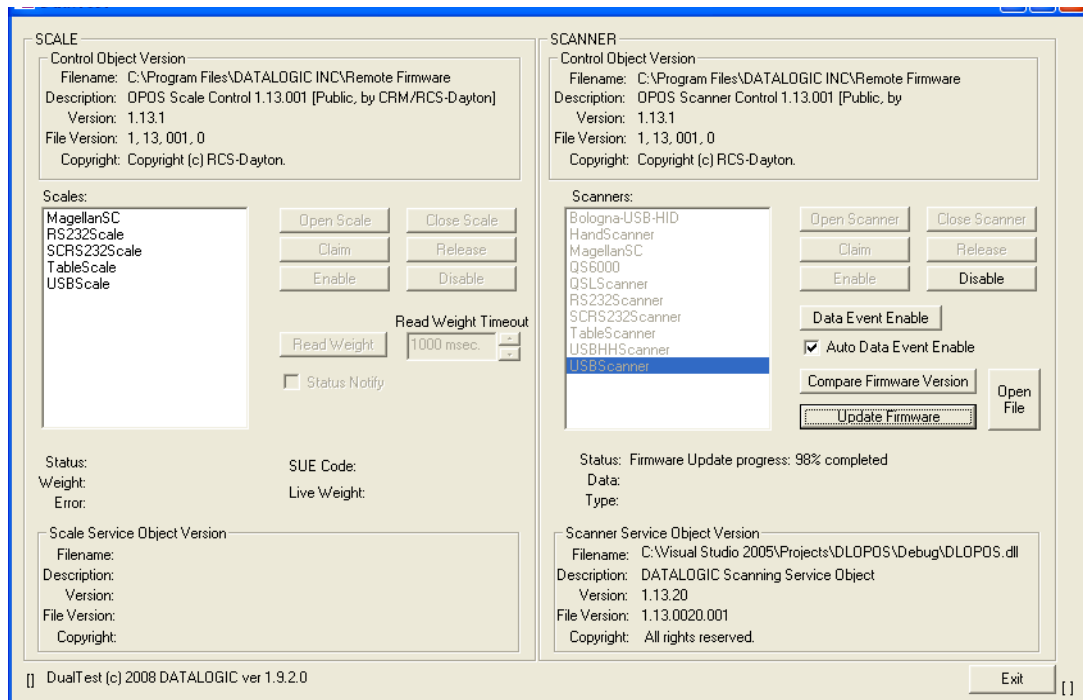 SCALE
Control Object Version
Filename: C:\Program Files\DATALOGIC INC\Remote Firmware
Description: OPOS Scale Control 1.13.001 [Public, by CRM/RCS-Dayton]
Version: 1.13.1
File Version: 1, 13, 001, 0
Copyright: Copyright (c) RCS-Dayton.
Scales:
MagellanSC
RS232Scale
SCRS232Scale
TableScale
USBScale
Open Scale
Close Scale
Claim
Release
Enable
Disable
Read Weight Timeout
Read Weight
1000 msec.
Status Notify
Status:
Weight:
Error:
SUE Code:
Live Weight:
Scale Service Object Version
Filename:
Description:
Version:
File Version:
Copyright:
SCANNER
Control Object Version
Filename: C:\Program Files\DATALOGIC INC\Remote Firmware
Description: OPOS Scanner Control 1.13.001 [Public, by
Version: 1.13.1
File Version: 1, 13, 001, 0
Copyright: Copyright (c) RCS-Dayton.
Scanners:
Bologna-USB-HID
HandScanner
MagellanSC
QS6000
QSLScanner
RS232Scanner
SCRS232Scanner
TableScanner
USBHHScanner
USBScanner
Open Scanner
Close Scanner
Claim
Release
Enable
Disable
Data Event Enable
Auto Data Event Enable
Compare Firmware Version
Update Firmware
Open
File
Status: Firmware Update progress: 98% completed
Data:
Type:
Scanner Service Object Version
Filename: C:\Visual Studio 2005\Projects\DLOPOS\Debug\DLOPOS.dll
Description: DATALOGIC Scanning Service Object
Version: 1.13.20
File Version: 1.13.0020.001
Copyright: All rights reserved.
[] DualTest (c) 2008 DATALOGIC ver 1.9.2.0
Exit
[ ]